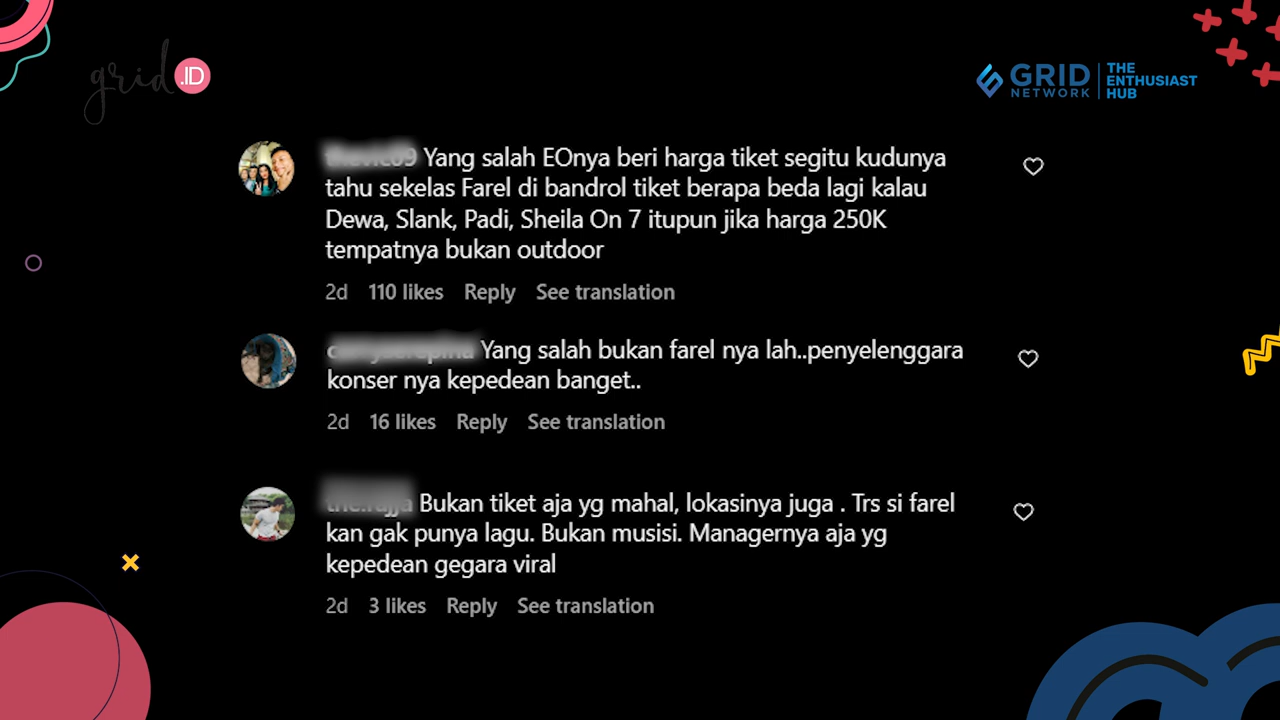 grid.ID
GRID NETWORK
THE ENTHUSIAST HUB
Yang salah EOnya beri harga tiket segitu kudunya
tahu sekelas Farel di bandrol tiket berapa beda lagi kalau
Dewa, Slank, Padi, Sheila On 7 itupun jika harga 250K
tempatnya bukan outdoor
2d 110 likes Reply See translation
Yang salah bukan farel nya lah..penyelenggara
konser nya kepedean banget..
2d 16 likes Reply See translation
Bukan tiket aja yg mahal, lokasinya juga . Trs si farel
kan gak punya lagu. Bukan musisi. Managernya aja yg
kepedean gegara viral
2d 3 likes Reply See translation